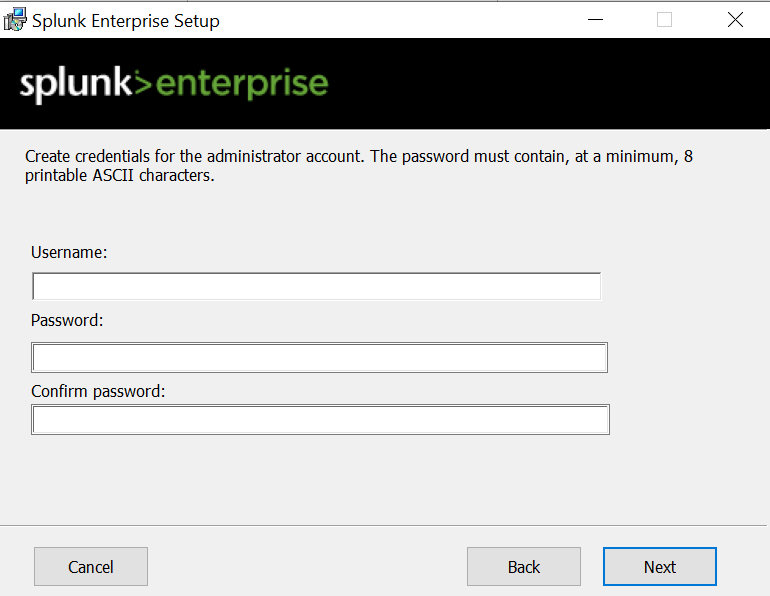 Splunk Enterprise Setup
splunk>enterprise
Create credentials for the administrator account. The password must contain, at a minimum, 8
printable ASCII characters.
Username:
Password:
Confirm password:
Cancel
Back
Next